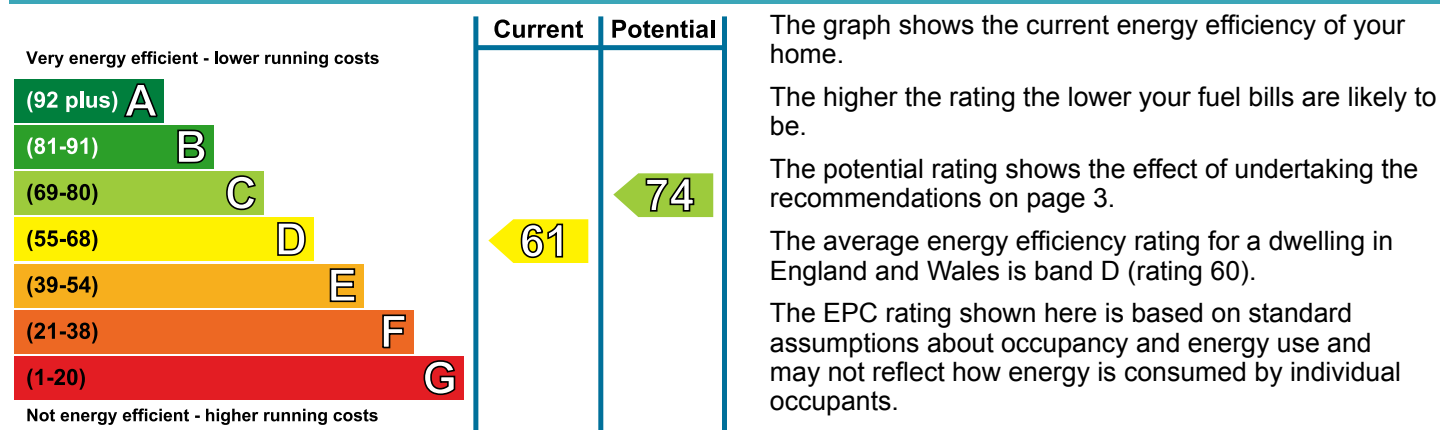 Current Potential
Very energy efficient - lower running costs
(92 plus) A
(81-91) B
(69-80) C
(55-68) D
(39-54) E
(21-38) F
(1-20) G
Not energy efficient - higher running costs
61
74
The graph shows the current energy efficiency of your
home.
The higher the rating the lower your fuel bills are likely to
be.
The potential rating shows the effect of undertaking the
recommendations on page 3.
The average energy efficiency rating for a dwelling in
England and Wales is band D (rating 60).
The EPC rating shown here is based on standard
assumptions about occupancy and energy use and
may not reflect how energy is consumed by individual
occupants.